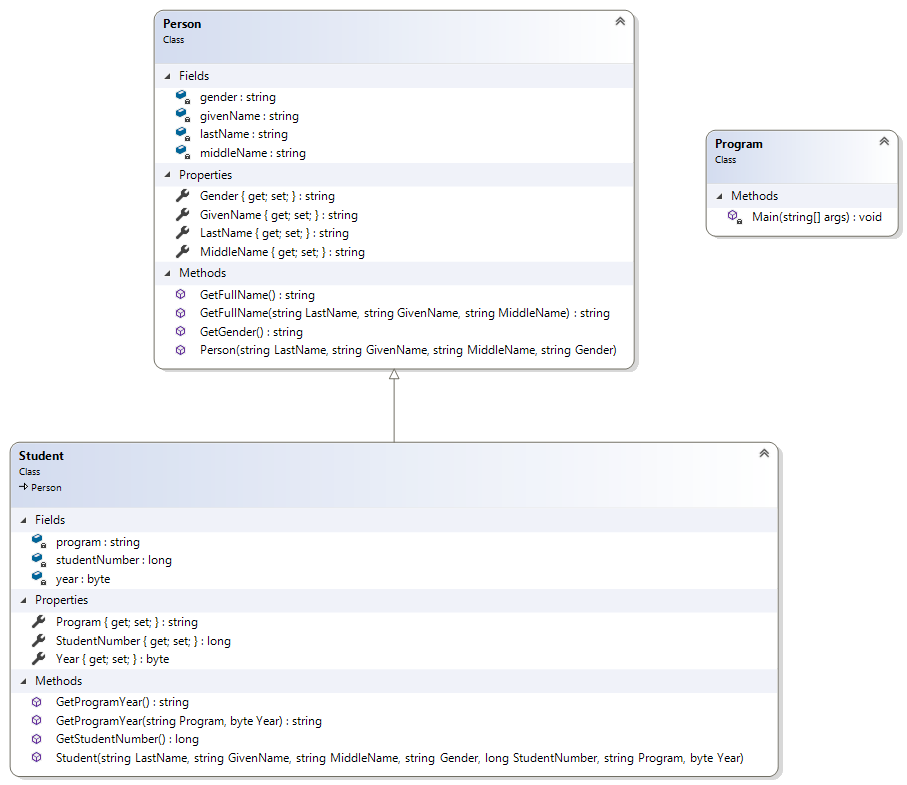 Person
Class
Fields
gender : string
givenName : string
lastName : string
middleName : string
Properties
Gender { get; set; } : string
GivenName { get; set; } : string
LastName { get; set; } : string
MiddleName { get; set; } : string
Methods
GetFullName() : string
GetFullName(string LastName, string GivenName, string MiddleName) : string
GetGender() : string
Person(string LastName, string GivenName, string MiddleName, string Gender)
Program
Class
Methods
Main(string[] args) : void
Student
Class
Person
Fields
program : string
studentNumber : long
year : byte
Properties
Program { get; set; } : string
StudentNumber { get; set; } : long
Year { get; set; } : byte
Methods
GetProgramYear() : string
GetProgramYear(string Program, byte Year) : string
GetStudentNumber() : long
Student(string LastName, string GivenName, string MiddleName, string Gender, long StudentNumber, string Program, byte Year)